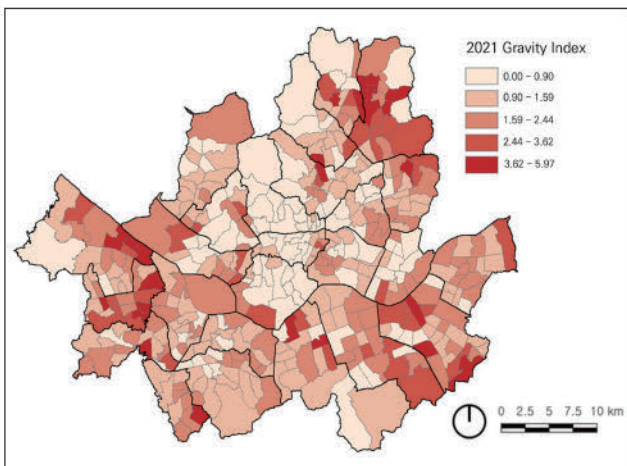 2021 Gravity Index
0.00 - 0.90
0.90 - 1.59
1.59 - 2.44
2.44 - 3.62
3.62 - 5.97
0 2.5 5 7.5 10 km